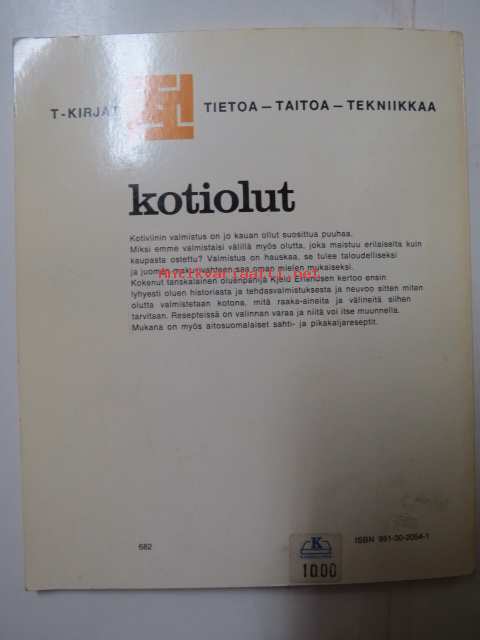 T-KIRJAT TIETOA – TAITOA – TEKNIIKKAA
kotiolut
Kotiviinin valmistus on jo kauan ollut suosittua puuhaa.
Miksi emme valmistaisi välillä myös olutta, joka maistuu erilaiselta kuin
kaupasta ostettu? Valmistus on hauskaa, se tulee taloudelliseksi
ja juoman makuvivahteen saa oman mielen mukaiseksi.
Antikvariaatti.net
Kokenut tanskalainen oluenpanija kertoo ensin
lyhyesti oluen historiasta ja tehdasvalmistuksesta ja neuvoo sitten miten
olutta valmistetaan kotona, mitä raaka-aineita ja välineitä siihen
tarvitaan. Resepteissä on valinnan varaa ja niitä voi itse muunnella.
Mukana on myös aitosuomalaiset sahti- ja pikakaljareseptit.
682
K
1000
ISBN 951-30-2054-1